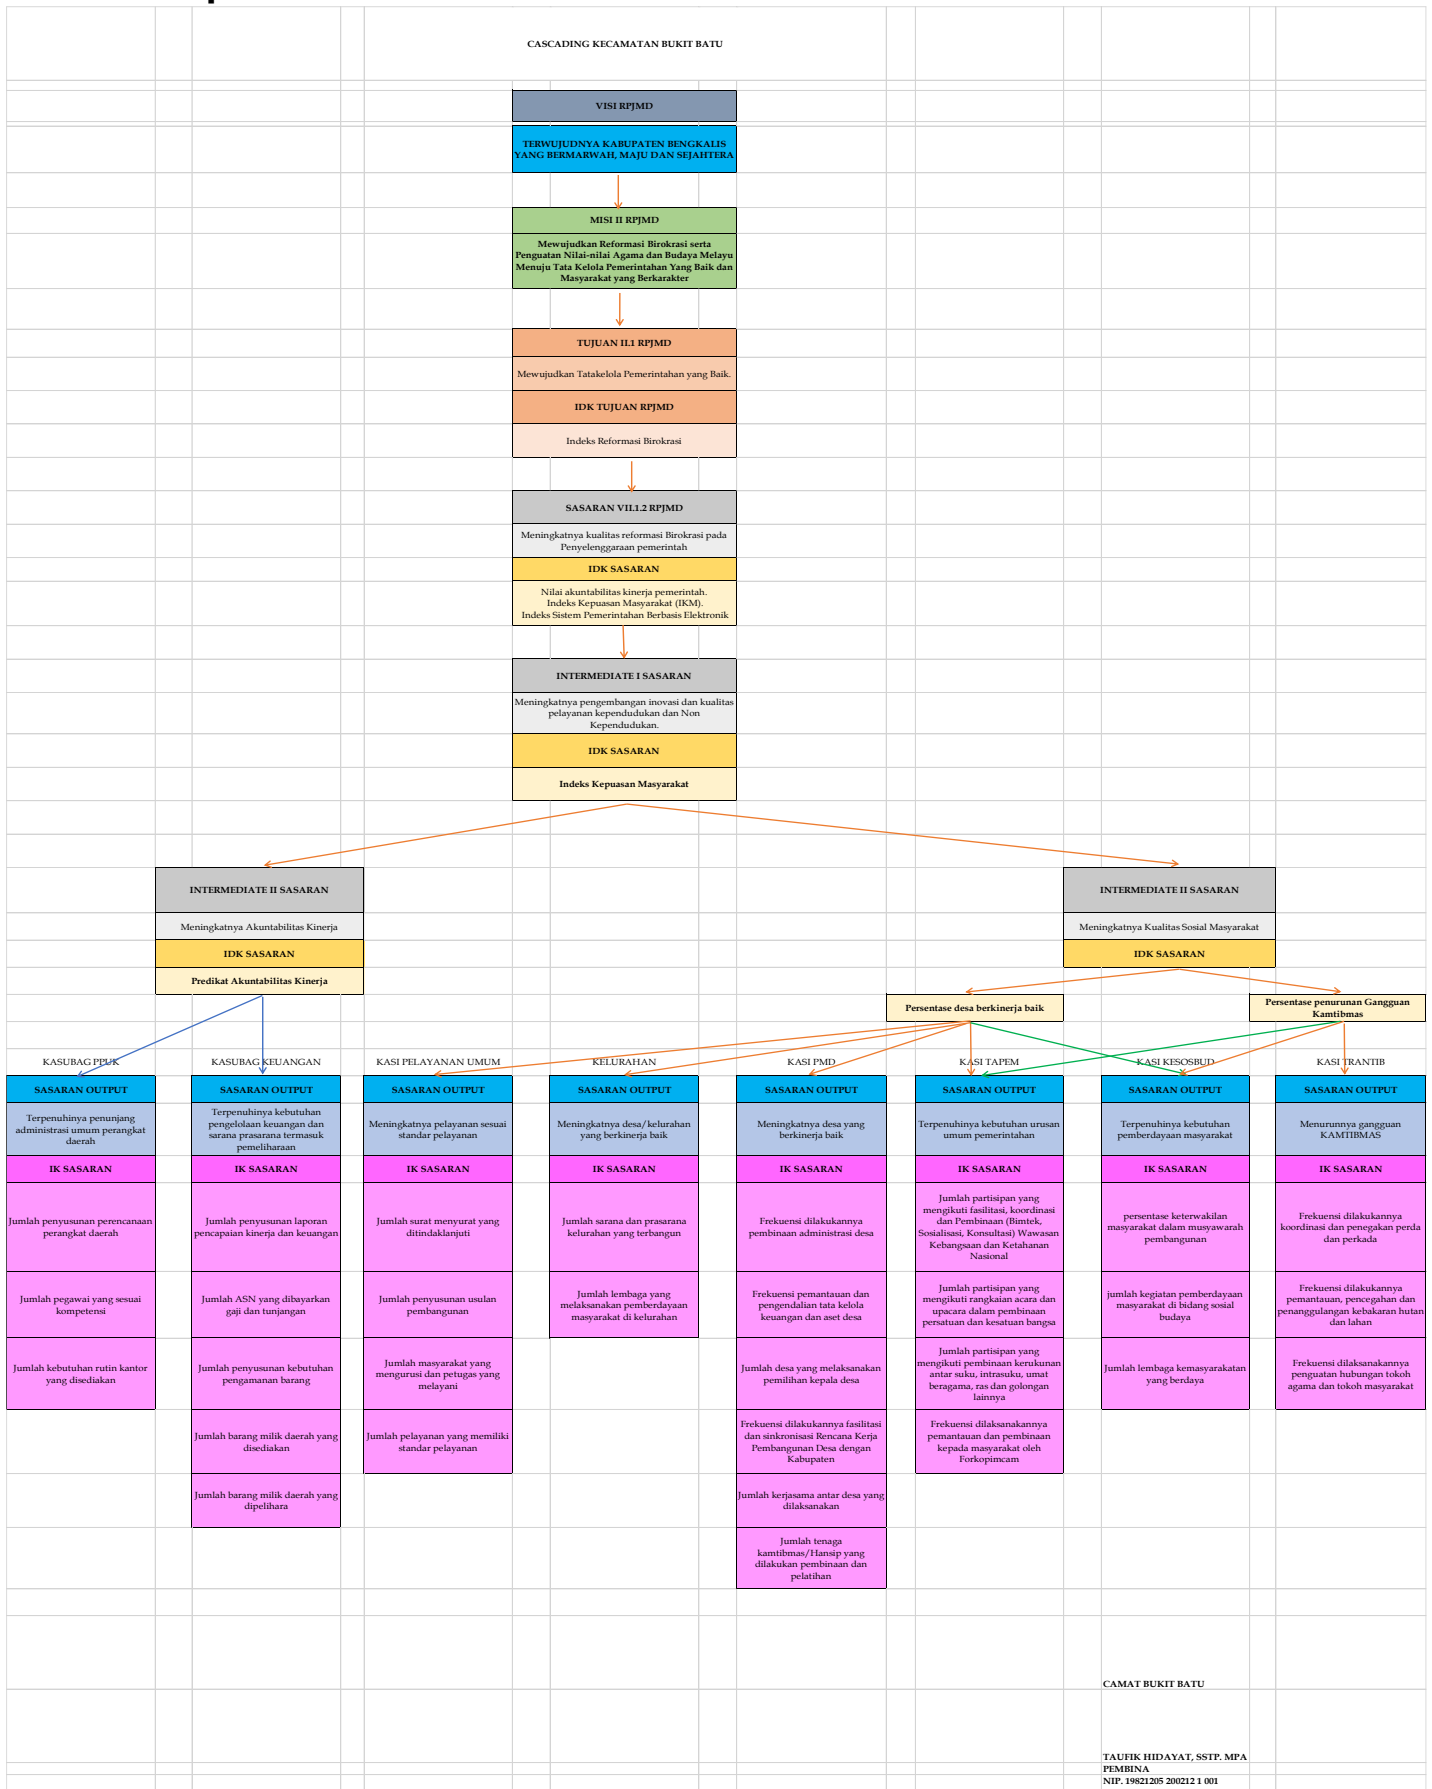 CASCADING KECAMATAN BUKIT BATU
VISI RPJMD
TERWUJUDNYA KABUPATEN BENGKALIS
YANG BERMARWAH, MAJU DAN SEJAHTERA
MISI II RPJMD
Mewujudkan Reformasi Birokrasi serta
Penguatan Nilai-nilai Agama dan Budaya Melayu
Menuju Tata Kelola Pemerintahan Yang Baik dan
Masyarakat yang Berkarakter
TUJUAN II.1 RPJMD
Mewujudkan Tatakelola Pemerintahan yang Baik.
IDK TUJUAN RPJMD
Indeks Reformasi Birokrasi
SASARAN VII.1.2 RPJMD
Meningkatnya kualitas reformasi Birokrasi pada
Penyelenggaraan pemerintah
IDK SASARAN
Nilai akuntabilitas kinerja pemerintah.
Indeks Kepuasan Masyarakat (IKM).
Indeks Sistem Pemerintahan Berbasis Elektronik
INTERMEDIATE I SASARAN
Meningkatnya pengembangan inovasi dan kualitas
pelayanan kependudukan dan Non
Kependudukan.
IDK SASARAN
Indeks Kepuasan Masyarakat
INTERMEDIATE II SASARAN
Meningkatnya Akuntabilitas Kinerja
IDK SASARAN
Predikat Akuntabilitas Kinerja
INTERMEDIATE II SASARAN
Meningkatnya Kualitas Sosial Masyarakat
IDK SASARAN
Persentase desa berkinerja baik
Persentase penurunan Gangguan
Kamtibmas
KASUBAG PPUK
SASARAN OUTPUT
Terpenuhinya penunjang
administrasi umum perangkat
daerah
IK SASARAN
Jumlah penyusunan perencanaan
perangkat daerah
Jumlah pegawai yang sesuai
kompetensi
Jumlah kebutuhan rutin kantor
yang disediakan
KASUBAG KEUANGAN
SASARAN OUTPUT
Terpenuhinya kebutuhan
pengelolaan keuangan dan
sarana prasarana termasuk
pemeliharaan
IK SASARAN
Jumlah penyusunan laporan
pencapaian kinerja dan keuangan
Jumlah ASN yang dibayarkan
gaji dan tunjangan
Jumlah penyusunan kebutuhan
pengamanan barang
Jumlah barang milik daerah yang
disediakan
Jumlah barang milik daerah yang
dipelihara
KASI PELAYANAN UMUM
SASARAN OUTPUT
Meningkatnya pelayanan sesuai
standar pelayanan
IK SASARAN
Jumlah surat menyurat yang
ditindaklanjuti
Jumlah penyusunan usulan
pembangunan
Jumlah masyarakat yang
mengurusi dan petugas yang
melayani
Jumlah pelayanan yang memiliki
standar pelayanan
KELURAHAN
SASARAN OUTPUT
Meningkatnya desa/kelurahan
yang berkinerja baik
IK SASARAN
Jumlah sarana dan prasarana
kelurahan yang terbangun
Jumlah lembaga yang
melaksanakan pemberdayaan
masyarakat di kelurahan
KASI PMD
SASARAN OUTPUT
Meningkatnya desa yang
berkinerja baik
IK SASARAN
Frekuensi dilakukannya
pembinaan administrasi desa
Frekuensi pemantauan dan
pengendalian tata kelola
keuangan dan aset desa
Jumlah desa yang melaksanakan
pemilihan kepala desa
Frekuensi dilakukannya fasilitasi
dan sinkronisasi Rencana Kerja
Pembangunan Desa dengan
Kabupaten
Jumlah kerjasama antar desa yang
dilaksanakan
Jumlah tenaga
kamtibmas/Hansip yang
dilakukan pembinaan dan
pelatihan
KASI TAPEM
SASARAN OUTPUT
Terpenuhinya kebutuhan urusan
umum pemerintahan
IK SASARAN
Jumlah partisipan yang
mengikuti fasilitasi, koordinasi
dan Pembinaan (Bimtek,
Sosialisasi, Konsultasi) Wawasan
Kebangsaan dan Ketahanan
Nasional
Jumlah partisipan yang
mengikuti rangkaian acara dan
upacara dalam pembinaan
persatuan dan kesatuan bangsa
Jumlah partisipan yang
mengikuti pembinaan kerukunan
antar suku, intrasuku, umat
beragama, ras dan golongan
lainnya
Frekuensi dilaksanakannya
pemantauan dan pembinaan
kepada masyarakat oleh
Forkopimcam
KASI KESOSBUD
SASARAN OUTPUT
Terpenuhinya kebutuhan
pemberdayaan masyarakat
IK SASARAN
persentase keterwakilan
masyarakat dalam musyawarah
pembangunan
jumlah kegiatan pemberdayaan
masyarakat di bidang sosial
budaya
Jumlah lembaga kemasyarakatan
yang berdaya
KASI TRANTIB
SASARAN OUTPUT
Menurunnya gangguan
KAMTIBMAS
IK SASARAN
Frekuensi dilakukannya
koordinasi dan penegakan perda
dan perkada
Frekuensi dilakukannya
pemantauan, pencegahan dan
penanggulangan kebakaran hutan
dan lahan
Frekuensi dilaksanakannya
penguatan hubungan tokoh
agama dan tokoh masyarakat
CAMAT BUKIT BATU
TAUFIK HIDAYAT, SSTP. MPA
PEMBINA
NIP. 19821205 200212 1 001